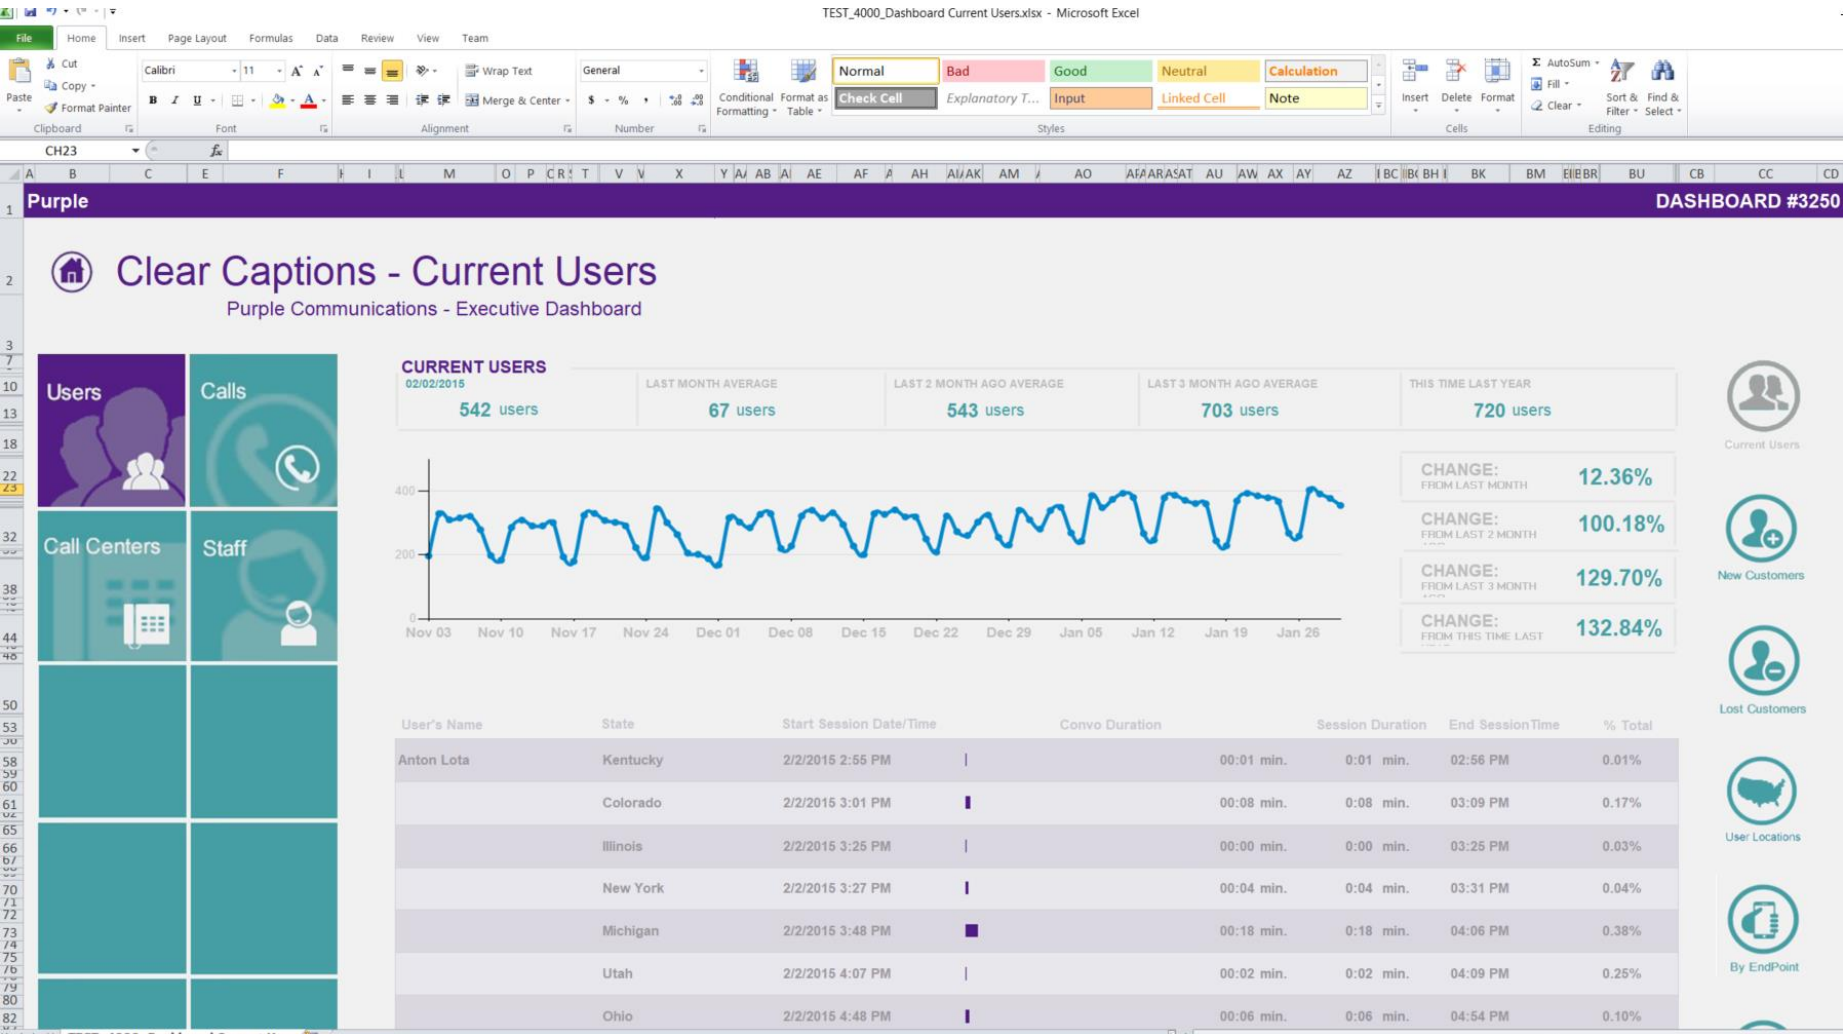 TEST_4000_Dashboard Current Users.xlsx - Microsoft Excel
File Home Insert Page Layout Formulas Data Review View Team
Paste
Cut
Copy
Format Painter
Clipboard
Calibri 11
B I U
Font
Wrap Text
Merge & Center
Alignment
General
$ % ,
Number
Conditional Formatting
Format as Table
Normal Bad Good Neutral Calculation
Check Cell Explanatory T... Input Linked Cell Note
Styles
Insert Delete Format
Cells
Σ AutoSum
Fill
Clear
Sort & Filter
Find & Select
Editing
CH23 fx
Purple DASHBOARD #3250
Clear Captions - Current Users
Purple Communications - Executive Dashboard
Users Calls
Call Centers Staff
CURRENT USERS
02/02/2015 LAST MONTH AVERAGE LAST 2 MONTH AGO AVERAGE LAST 3 MONTH AGO AVERAGE THIS TIME LAST YEAR
542 users 67 users 543 users 703 users 720 users
400
200
0
Nov 03 Nov 10 Nov 17 Nov 24 Dec 01 Dec 08 Dec 15 Dec 22 Dec 29 Jan 05 Jan 12 Jan 19 Jan 26
CHANGE: 12.36%
FROM LAST MONTH
CHANGE: 100.18%
FROM LAST 2 MONTH
CHANGE: 129.70%
FROM LAST 3 MONTH
CHANGE: 132.84%
FROM THIS TIME LAST
Current Users
New Customers
Lost Customers
User Locations
By EndPoint
User's Name State Start Session Date/Time Convo Duration Session Duration End SessionTime % Total
Anton Lota Kentucky 2/2/2015 2:55 PM 00:01 min. 0:01 min. 02:56 PM 0.01%
Colorado 2/2/2015 3:01 PM 00:08 min. 0:08 min. 03:09 PM 0.17%
Illinois 2/2/2015 3:25 PM 00:00 min. 0:00 min. 03:25 PM 0.03%
New York 2/2/2015 3:27 PM 00:04 min. 0:04 min. 03:31 PM 0.04%
Michigan 2/2/2015 3:48 PM 00:18 min. 0:18 min. 04:06 PM 0.38%
Utah 2/2/2015 4:07 PM 00:02 min. 0:02 min. 04:09 PM 0.25%
Ohio 2/2/2015 4:48 PM 00:06 min. 0:06 min. 04:54 PM 0.10%